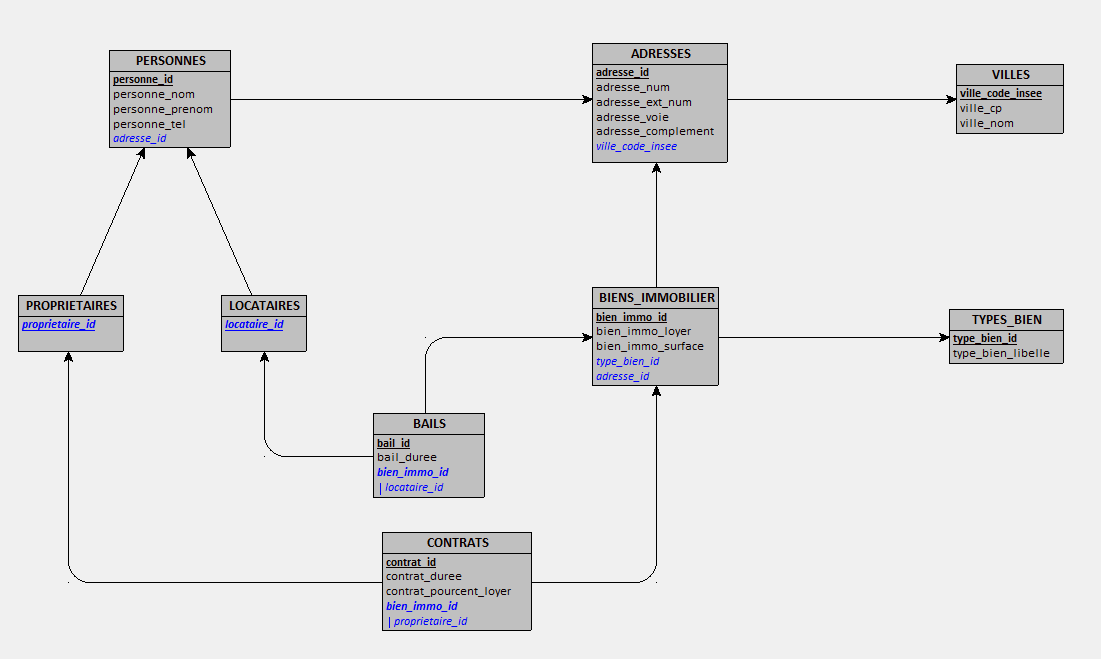 PERSONNES
personne_id
personne_nom
personne_prenom
personne_tel
adresse_id
ADRESSES
adresse_id
adresse_num
adresse_ext_num
adresse_voie
adresse_complement
ville_code_insee
VILLES
ville_code_insee
ville_cp
ville_nom
PROPRIETAIRES
proprietaire_id
LOCATAIRES
locataire_id
BIENS_IMMOBILIER
bien_immo_id
bien_immo_loyer
bien_immo_surface
type_bien_id
adresse_id
TYPES_BIEN
type_bien_id
type_bien_libelle
BAILS
bail_id
bail_duree
bien_immo_id
| locataire_id
CONTRATS
contrat_id
contrat_duree
contrat_pourcent_loyer
bien_immo_id
| proprietaire_id